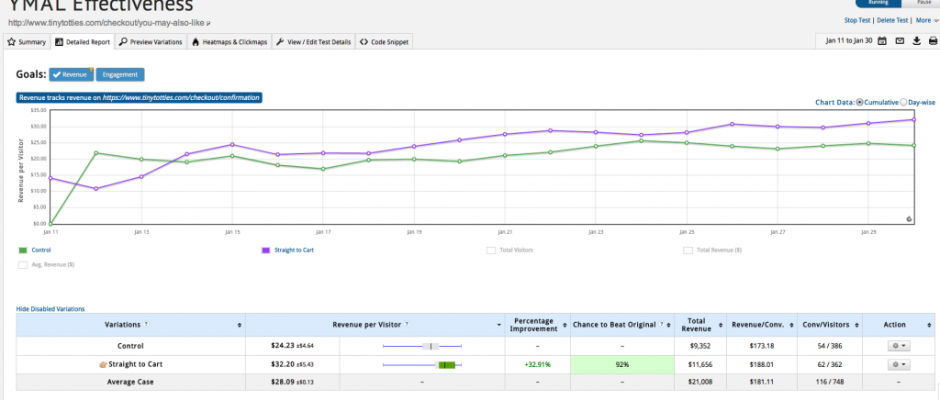 YMAL Effectiveness
http://www.tinytotties.com/checkout/you-may-also-like
Running Pause
Stop Test | Delete Test | More
Summary Detailed Report Preview Variations Heatmaps & Clickmaps View / Edit Test Details Code Snippet Jan 11 to Jan 30
Goals: Revenue Engagement
Revenue tracks revenue on https://www.tinytotties.com/checkout/confirmation
Chart Data: Cumulative Day-wise
Revenue per Visitor
$35.00
$30.00
$25.00
$20.00
$15.00
$10.00
$5.00
$0.00
Jan 11 Jan 13 Jan 15 Jan 17 Jan 19 Jan 21 Jan 23 Jan 25 Jan 27 Jan 29
Control Straight to Cart Total Visitors Total Revenue ($)
Avg. Revenue ($)
Hide Disabled Variations
Variations ? Revenue per Visitor ? Percentage Improvement Chance to Beat Original ? Total Revenue Revenue/Conv. Conv/Visitors Action
Control $24.23 ±$4.64 – – $9,352 $173.18 54 / 386
Straight to Cart $32.20 ±$5.43 +32.91% 92% $11,656 $188.01 62 / 362
Average Case $28.09 ±$0.13 – – – $21,008 $181.11 116 / 748 –